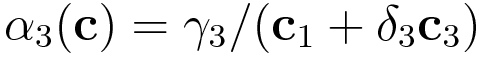 α₃(𝐜) = γ₃/(𝐜₁ + δ₃𝐜₃)